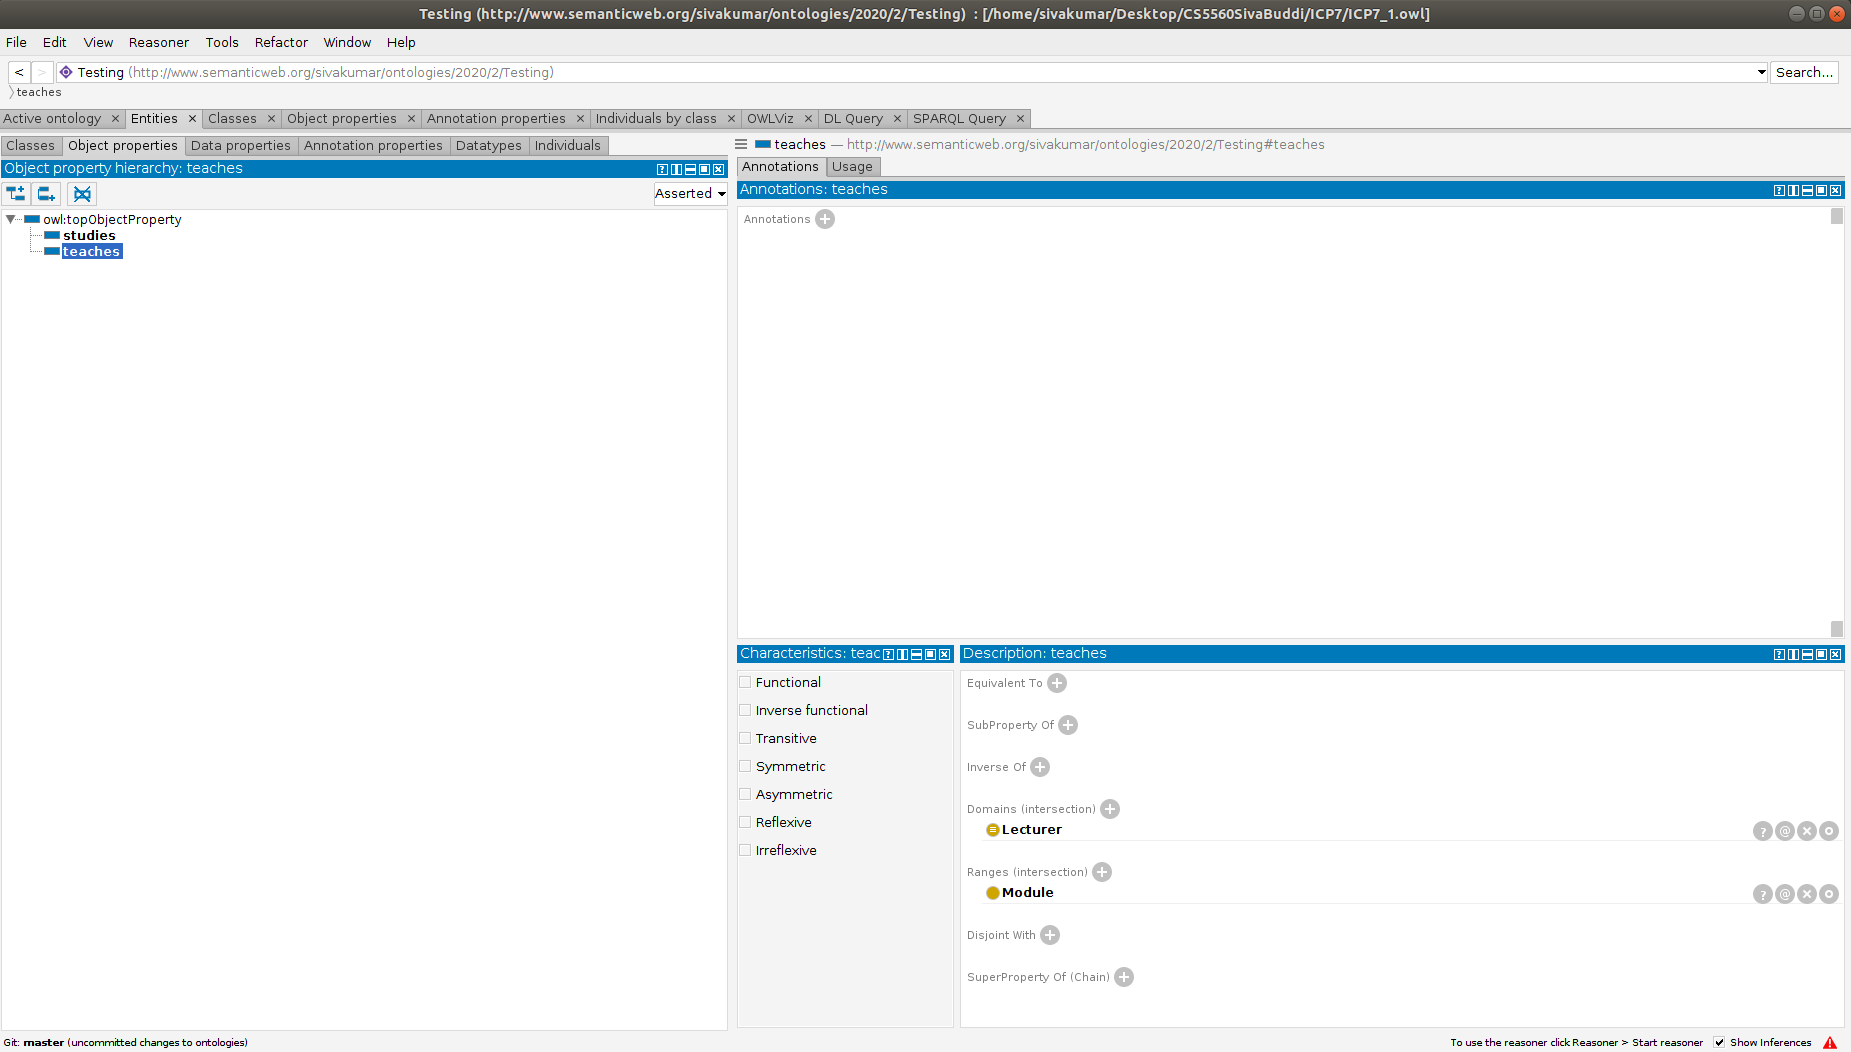 Testing (http://www.semanticweb.org/sivakumar/ontologies/2020/2/Testing)  : [/home/sivakumar/Desktop/CS5560SivaBuddi/ICP7/ICP7_1.owl]
File Edit View Reasoner Tools Refactor Window Help
< > Testing (http://www.semanticweb.org/sivakumar/ontologies/2020/2/Testing) Search...
teaches
Active ontology × Entities × Classes × Object properties × Annotation properties × Individuals by class × OWLViz × DL Query × SPARQL Query ×
Classes Object properties Data properties Annotation properties Datatypes Individuals
Object property hierarchy: teaches
Asserted
owl:topObjectProperty
studies
teaches
teaches — http://www.semanticweb.org/sivakumar/ontologies/2020/2/Testing#teaches
Annotations Usage
Annotations: teaches
Annotations
Characteristics: teac
Functional
Inverse functional
Transitive
Symmetric
Asymmetric
Reflexive
Irreflexive
Description: teaches
Equivalent To
SubProperty Of
Inverse Of
Domains (intersection)
Lecturer
Ranges (intersection)
Module
Disjoint With
SuperProperty Of (Chain)
Git: master (uncommitted changes to ontologies)
To use the reasoner click Reasoner > Start reasoner Show Inferences